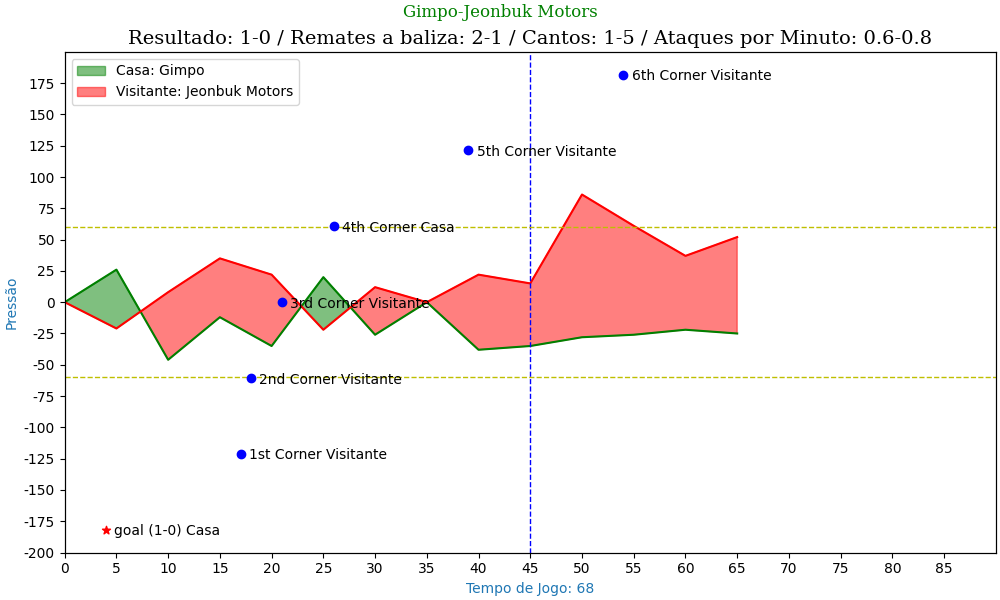 Gimpo-Jeonbuk Motors
Resultado: 1-0 / Remates a baliza: 2-1 / Cantos: 1-5 / Ataques por Minuto: 0.6-0.8
Casa: Gimpo
Visitante: Jeonbuk Motors
6th Corner Visitante
5th Corner Visitante
4th Corner Casa
3rd Corner Visitante
2nd Corner Visitante
1st Corner Visitante
goal (1-0) Casa
Pressão
175
150
125
100
75
50
25
0
-25
-50
-75
-100
-125
-150
-175
-200
0 5 10 15 20 25 30 35 40 45 50 55 60 65 70 75 80 85
Tempo de Jogo: 68